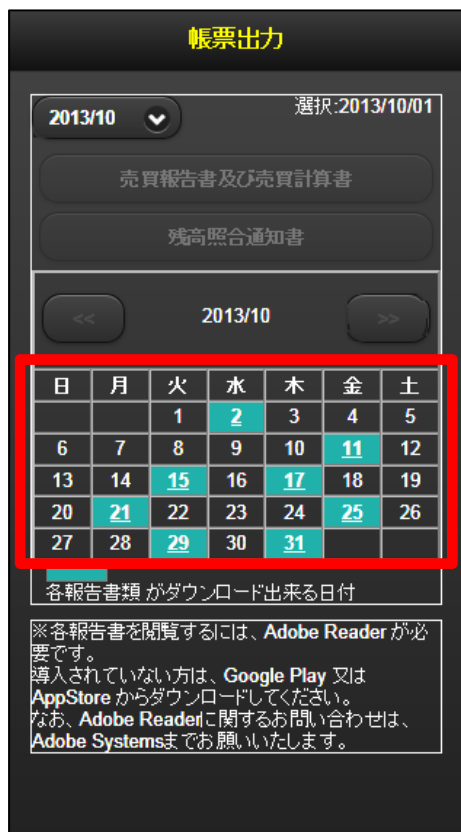 帳票出力
2013/10 選択:2013/10/01
売買報告書及び売買計算書
残高照合通知書
<< 2013/10 >>
日 月 火 水 木 金 土
1 2 3 4 5
6 7 8 9 10 11 12
13 14 15 16 17 18 19
20 21 22 23 24 25 26
27 28 29 30 31
各報告書類 がダウンロード出来る日付
※各報告書を閲覧するには、Adobe Reader が必
要です。
導入されていない方は、Google Play 又は
AppStore からダウンロードしてください。
なお、Adobe Readerに関するお問い合わせは、
Adobe Systemsまでお願いいたします。